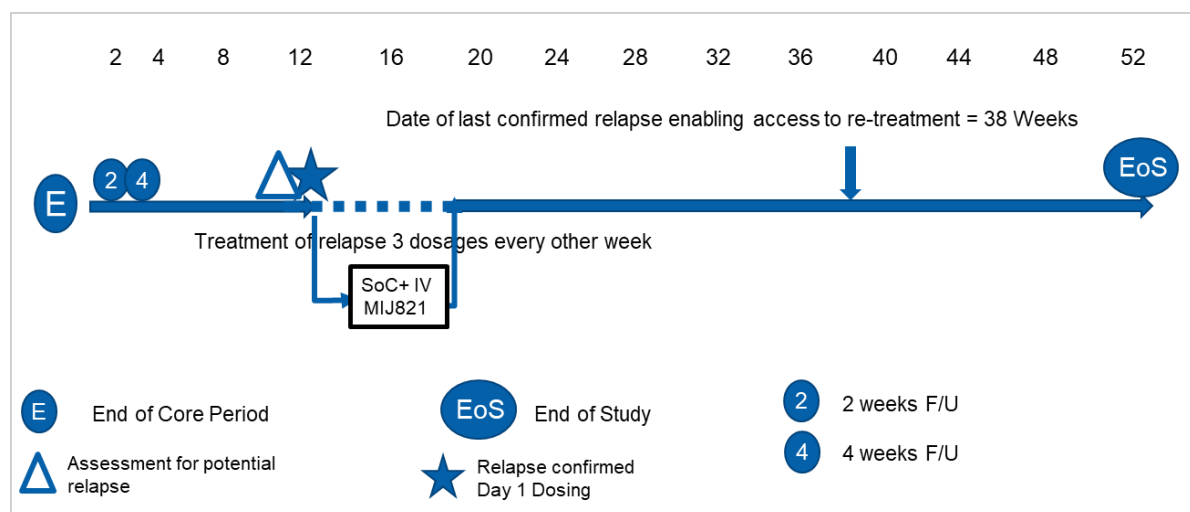 2 4 8 12 16 20 24 28 32 36 40 44 48 52
Date of last confirmed relapse enabling access to re-treatment = 38 Weeks
E 2 4 EoS
Treatment of relapse 3 dosages every other week
SoC+ IV
MIJ821
E End of Core Period
EoS End of Study
2 2 weeks F/U
4 4 weeks F/U
Assessment for potential
relapse
Relapse confirmed
Day 1 Dosing